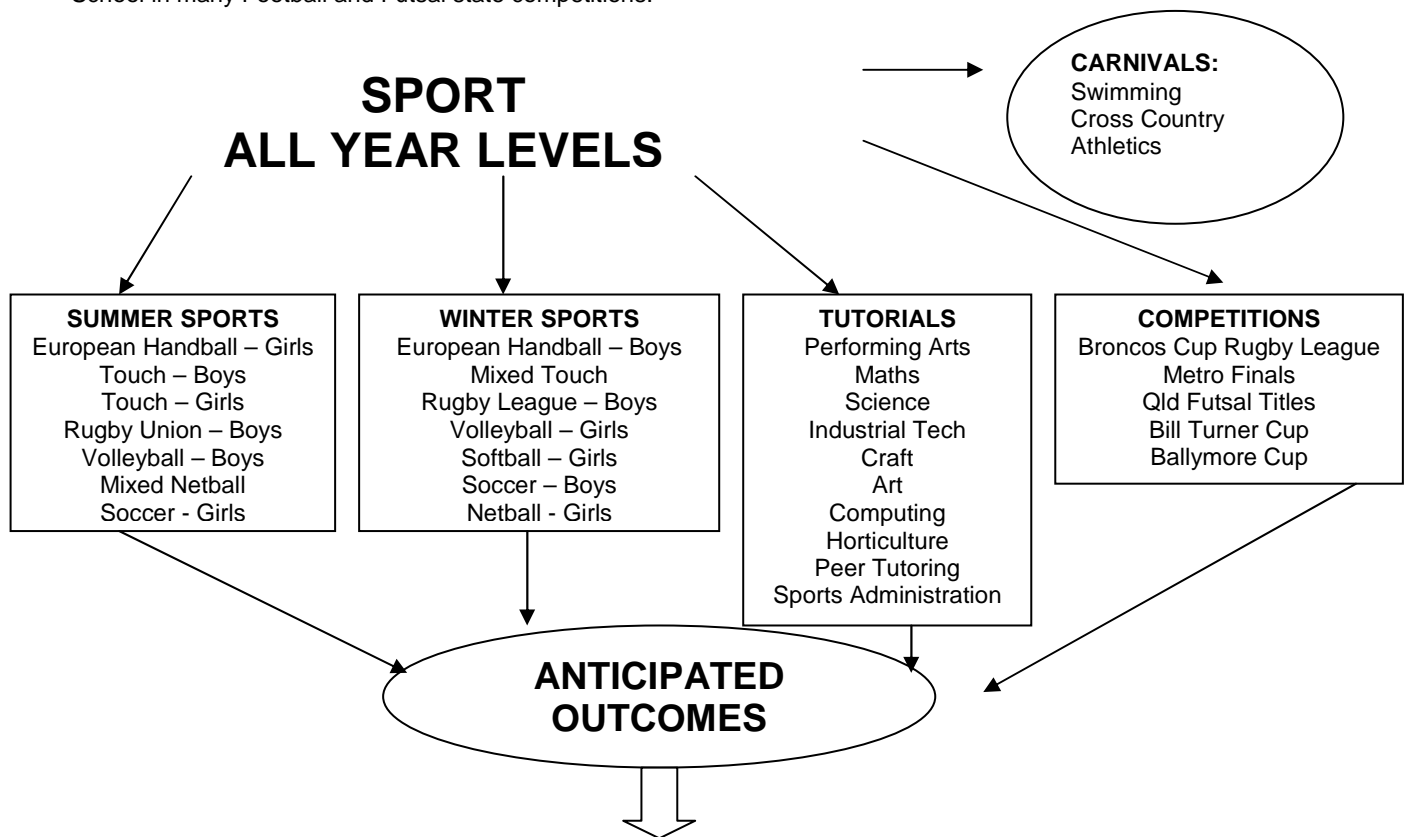 School in many Football and Futsal state competitions.
SPORT
ALL YEAR LEVELS
CARNIVALS:
Swimming
Cross Country
Athletics
SUMMER SPORTS
European Handball – Girls
Touch – Boys
Touch – Girls
Rugby Union – Boys
Volleyball – Boys
Mixed Netball
Soccer - Girls
WINTER SPORTS
European Handball – Boys
Mixed Touch
Rugby League – Boys
Volleyball – Girls
Softball – Girls
Soccer – Boys
Netball - Girls
TUTORIALS
Performing Arts
Maths
Science
Industrial Tech
Craft
Art
Computing
Horticulture
Peer Tutoring
Sports Administration
COMPETITIONS
Broncos Cup Rugby League
Metro Finals
Qld Futsal Titles
Bill Turner Cup
Ballymore Cup
ANTICIPATED
OUTCOMES